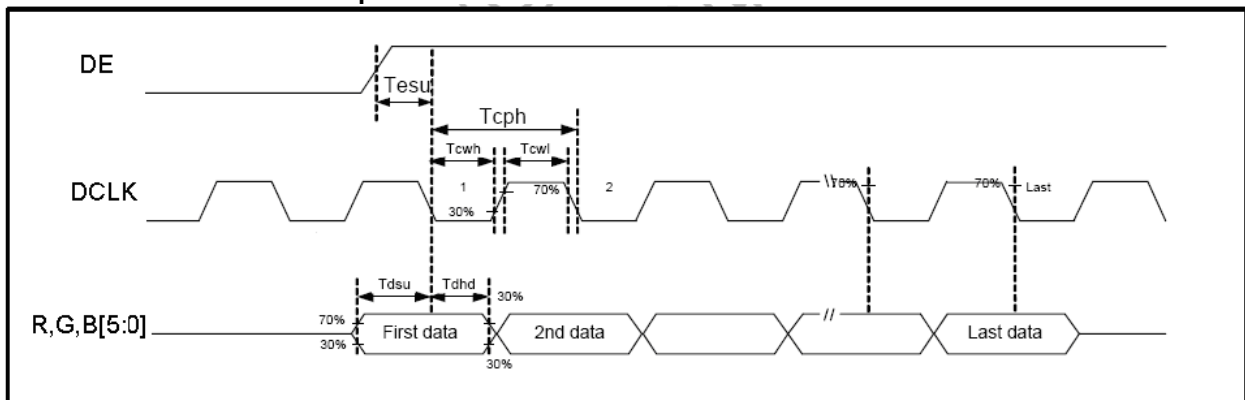 DE
Tesu
Tcph
Tcwh
Tcwl
DCLK
1
70%
2
\\
70%
70%
Last
30%
Tdsu
Tdhd
30%
R,G,B[5:0]
70%
First data
2nd data
//
Last data
30%
30%